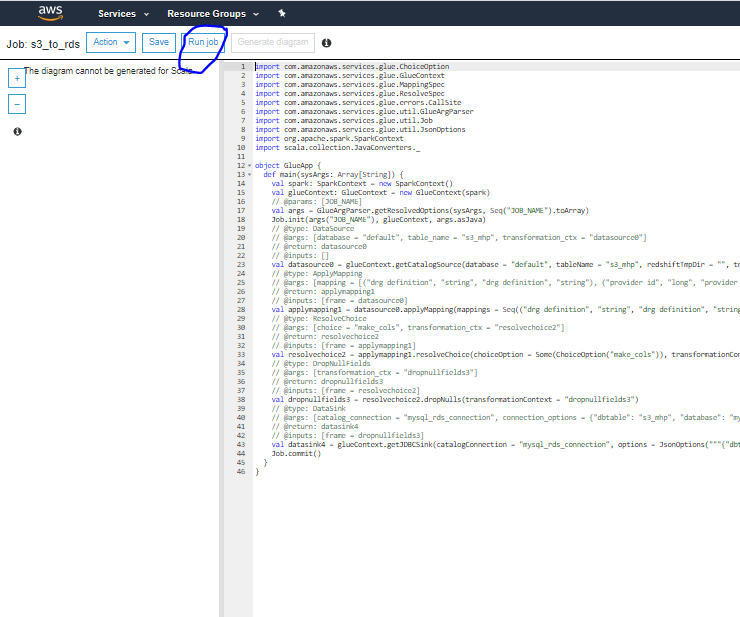 aws
Services
Resource Groups
Job: s3_to_rds
Action
Save
Run job
Generate diagram
The diagram cannot be generated for Scala.
1 import com.amazonaws.services.glue.ChoiceOption
2 import com.amazonaws.services.glue.GlueContext
3 import com.amazonaws.services.glue.MappingSpec
4 import com.amazonaws.services.glue.ResolveSpec
5 import com.amazonaws.services.glue.errors.CallSite
6 import com.amazonaws.services.glue.util.GlueArgParser
7 import com.amazonaws.services.glue.util.Job
8 import com.amazonaws.services.glue.util.JsonOptions
9 import org.apache.spark.SparkContext
10 import scala.collection.JavaConverters._
11
12 object GlueApp {
13 def main(sysArgs: Array[String]) {
14 val spark: SparkContext = new SparkContext()
15 val glueContext: GlueContext = new GlueContext(spark)
16 // @params: [JOB_NAME]
17 val args = GlueArgParser.getResolvedOptions(sysArgs, Seq("JOB_NAME").toArray)
18 Job.init(args("JOB_NAME"), glueContext, args.asJava)
19 // @type: DataSource
20 // @args: [database = "default", table_name = "s3_mhp", transformation_ctx = "datasource0"]
21 // @return: datasource0
22 // @inputs: []
23 val datasource0 = glueContext.getCatalogSource(database = "default", tableName = "s3_mhp", redshiftTmpDir = "", tr
24 // @type: ApplyMapping
25 // @args: [mapping = [("drg definition", "string", "drg definition", "string"), ("provider id", "long", "provider
26 // @return: applymapping1
27 // @inputs: [frame = datasource0]
28 val applymapping1 = datasource0.applyMapping(mappings = Seq(("drg definition", "string", "drg definition", "string
29 // @type: ResolveChoice
30 // @args: [choice = "make_cols", transformation_ctx = "resolvechoice2"]
31 // @return: resolvechoice2
32 // @inputs: [frame = applymapping1]
33 val resolvechoice2 = applymapping1.resolveChoice(choiceOption = Some(ChoiceOption("make_cols")), transformationCon
34 // @type: DropNullFields
35 // @args: [transformation_ctx = "dropnullfields3"]
36 // @return: dropnullfields3
37 // @inputs: [frame = resolvechoice2]
38 val dropnullfields3 = resolvechoice2.dropNulls(transformationContext = "dropnullfields3")
39 // @type: DataSink
40 // @args: [catalog_connection = "mysql_rds_connection", connection_options = {"dbtable": "s3_mhp", "database": "my
41 // @return: datasink4
42 // @inputs: [frame = dropnullfields3]
43 val datasink4 = glueContext.getJDBCSink(catalogConnection = "mysql_rds_connection", options = JsonOptions("""{"dbt
44 Job.commit()
45 }
46 }